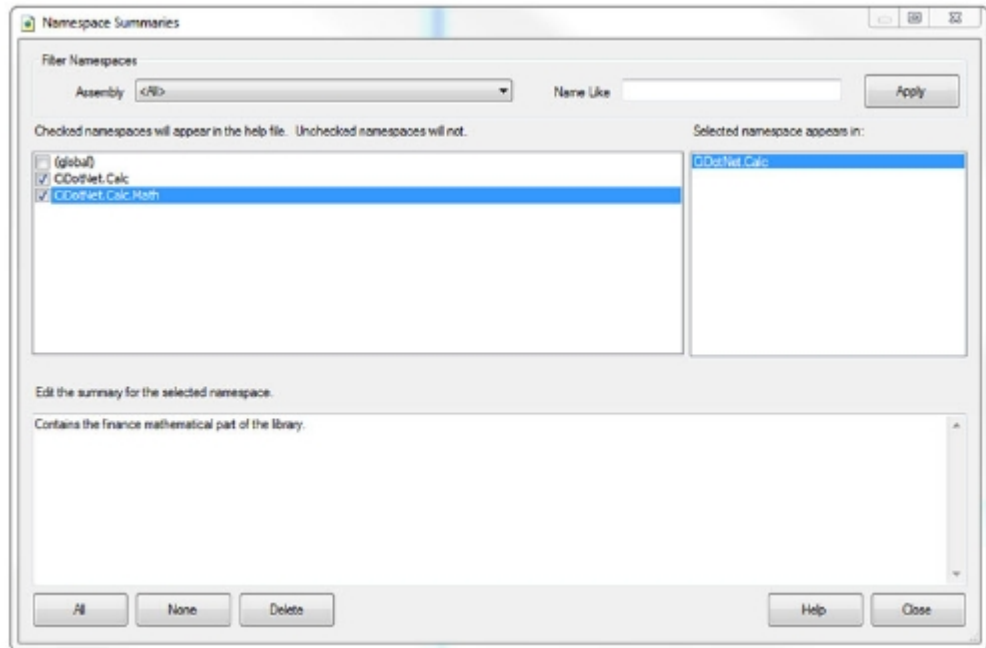 Namespace Summaries
Filter Namespaces
Assembly <All> Name Like Apply
Checked namespaces will appear in the help file. Unchecked namespaces will not. Selected namespace appears in:
(global)
CiDotNet.Calc
CiDotNet.Calc.Math
CiDotNet.Calc
Edit the summary for the selected namespace.
Contains the finance mathematical part of the library.
All None Delete Help Close